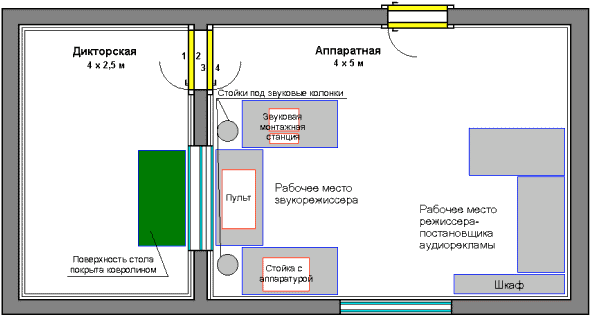 Дикторская
4 x 2,5 м
1
2
3
4
Аппаратная
4 x 5 м
Стойки под звуковые колонки
Звуковая
монтажная
станция
Пульт
Рабочее место
звукорежиссера
Рабочее место
режиссера-
постановщика
аудиорекламы
Поверхность стола
покрыта ковролином
Стойка с
аппаратурой
Шкаф